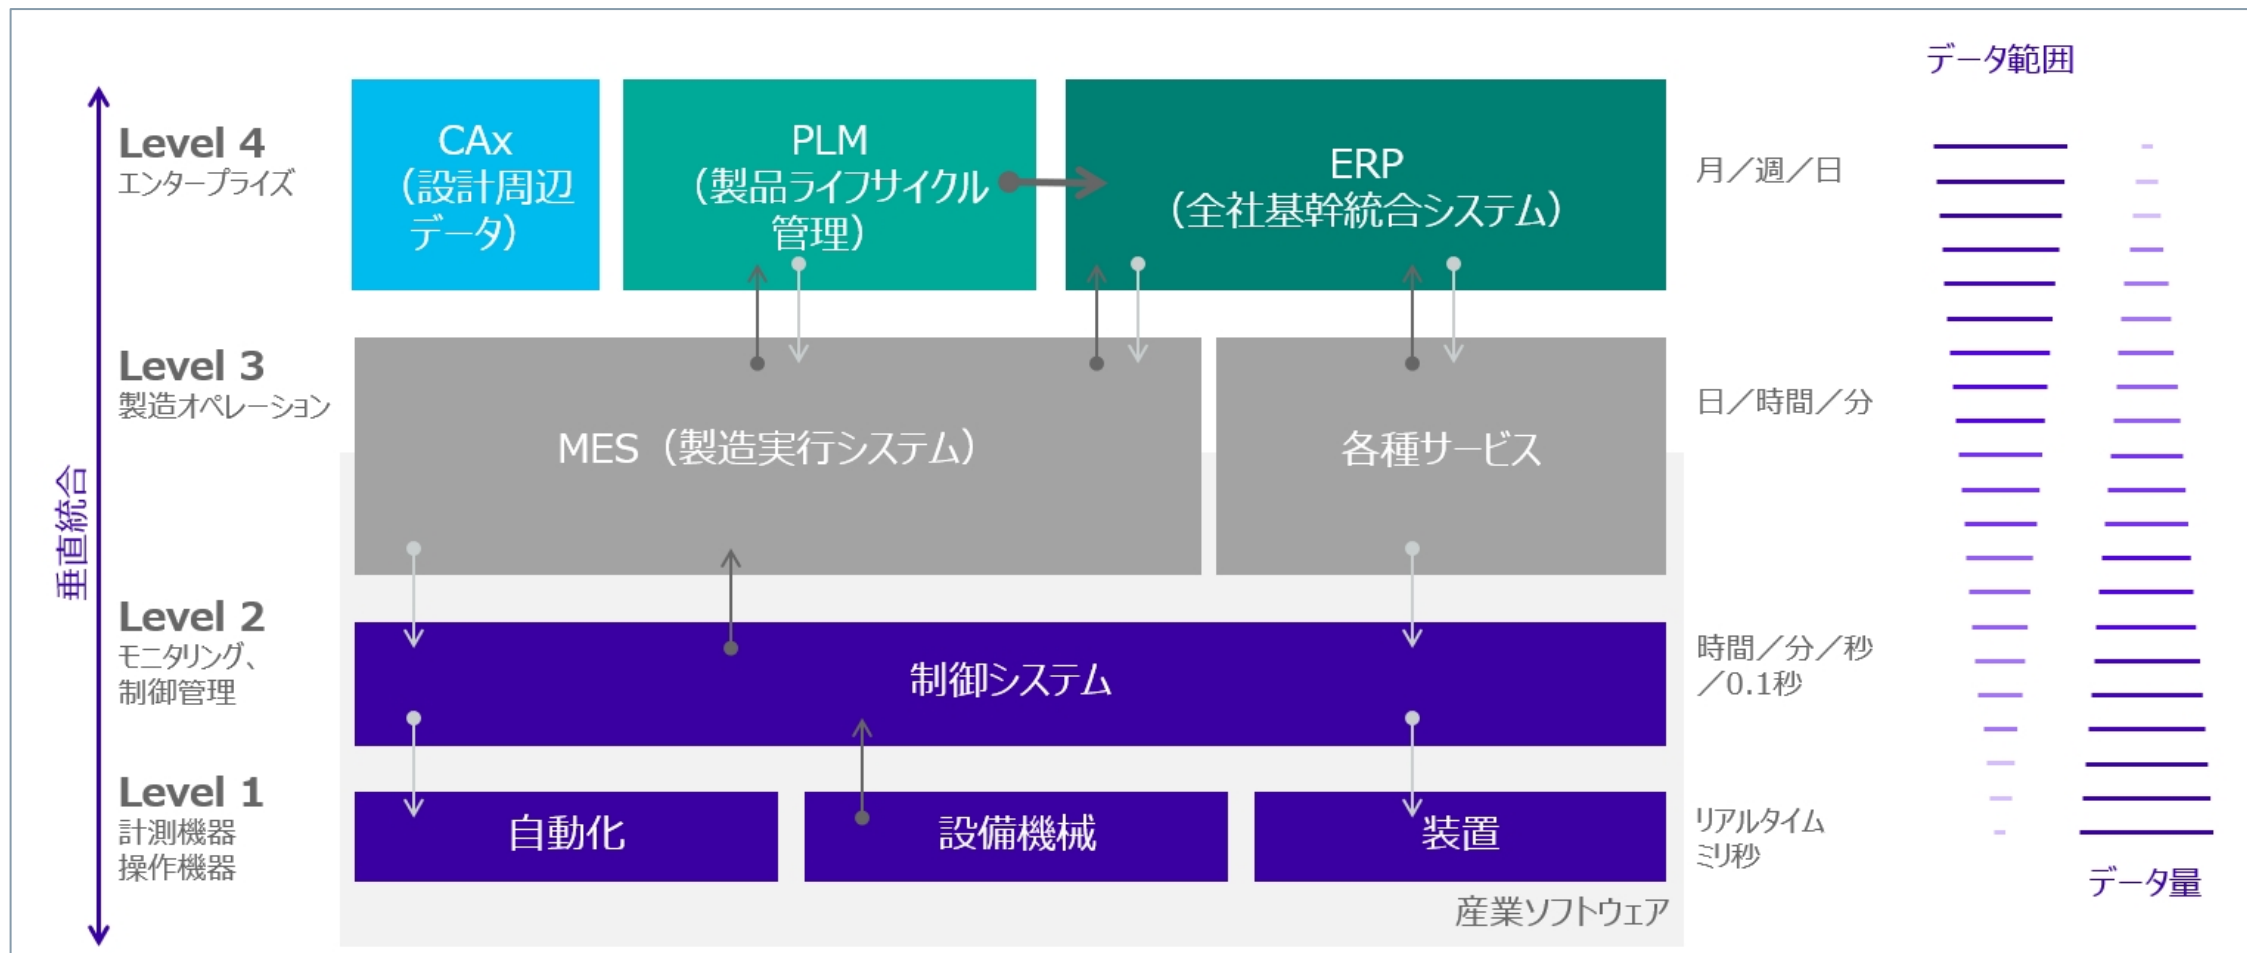 データ範囲
Level 4
エンタープライズ
CAx
（設計周辺
データ）
PLM
（製品ライフサイクル
管理）
ERP
（全社基幹統合システム）
月／週／日
Level 3
製造オペレーション
MES（製造実行システム）
各種サービス
日／時間／分
垂直統合
Level 2
モニタリング、
制御管理
制御システム
時間／分／秒
／0.1秒
Level 1
計測機器
操作機器
自動化
設備機械
装置
リアルタイム
ミリ秒
データ量
産業ソフトウェア